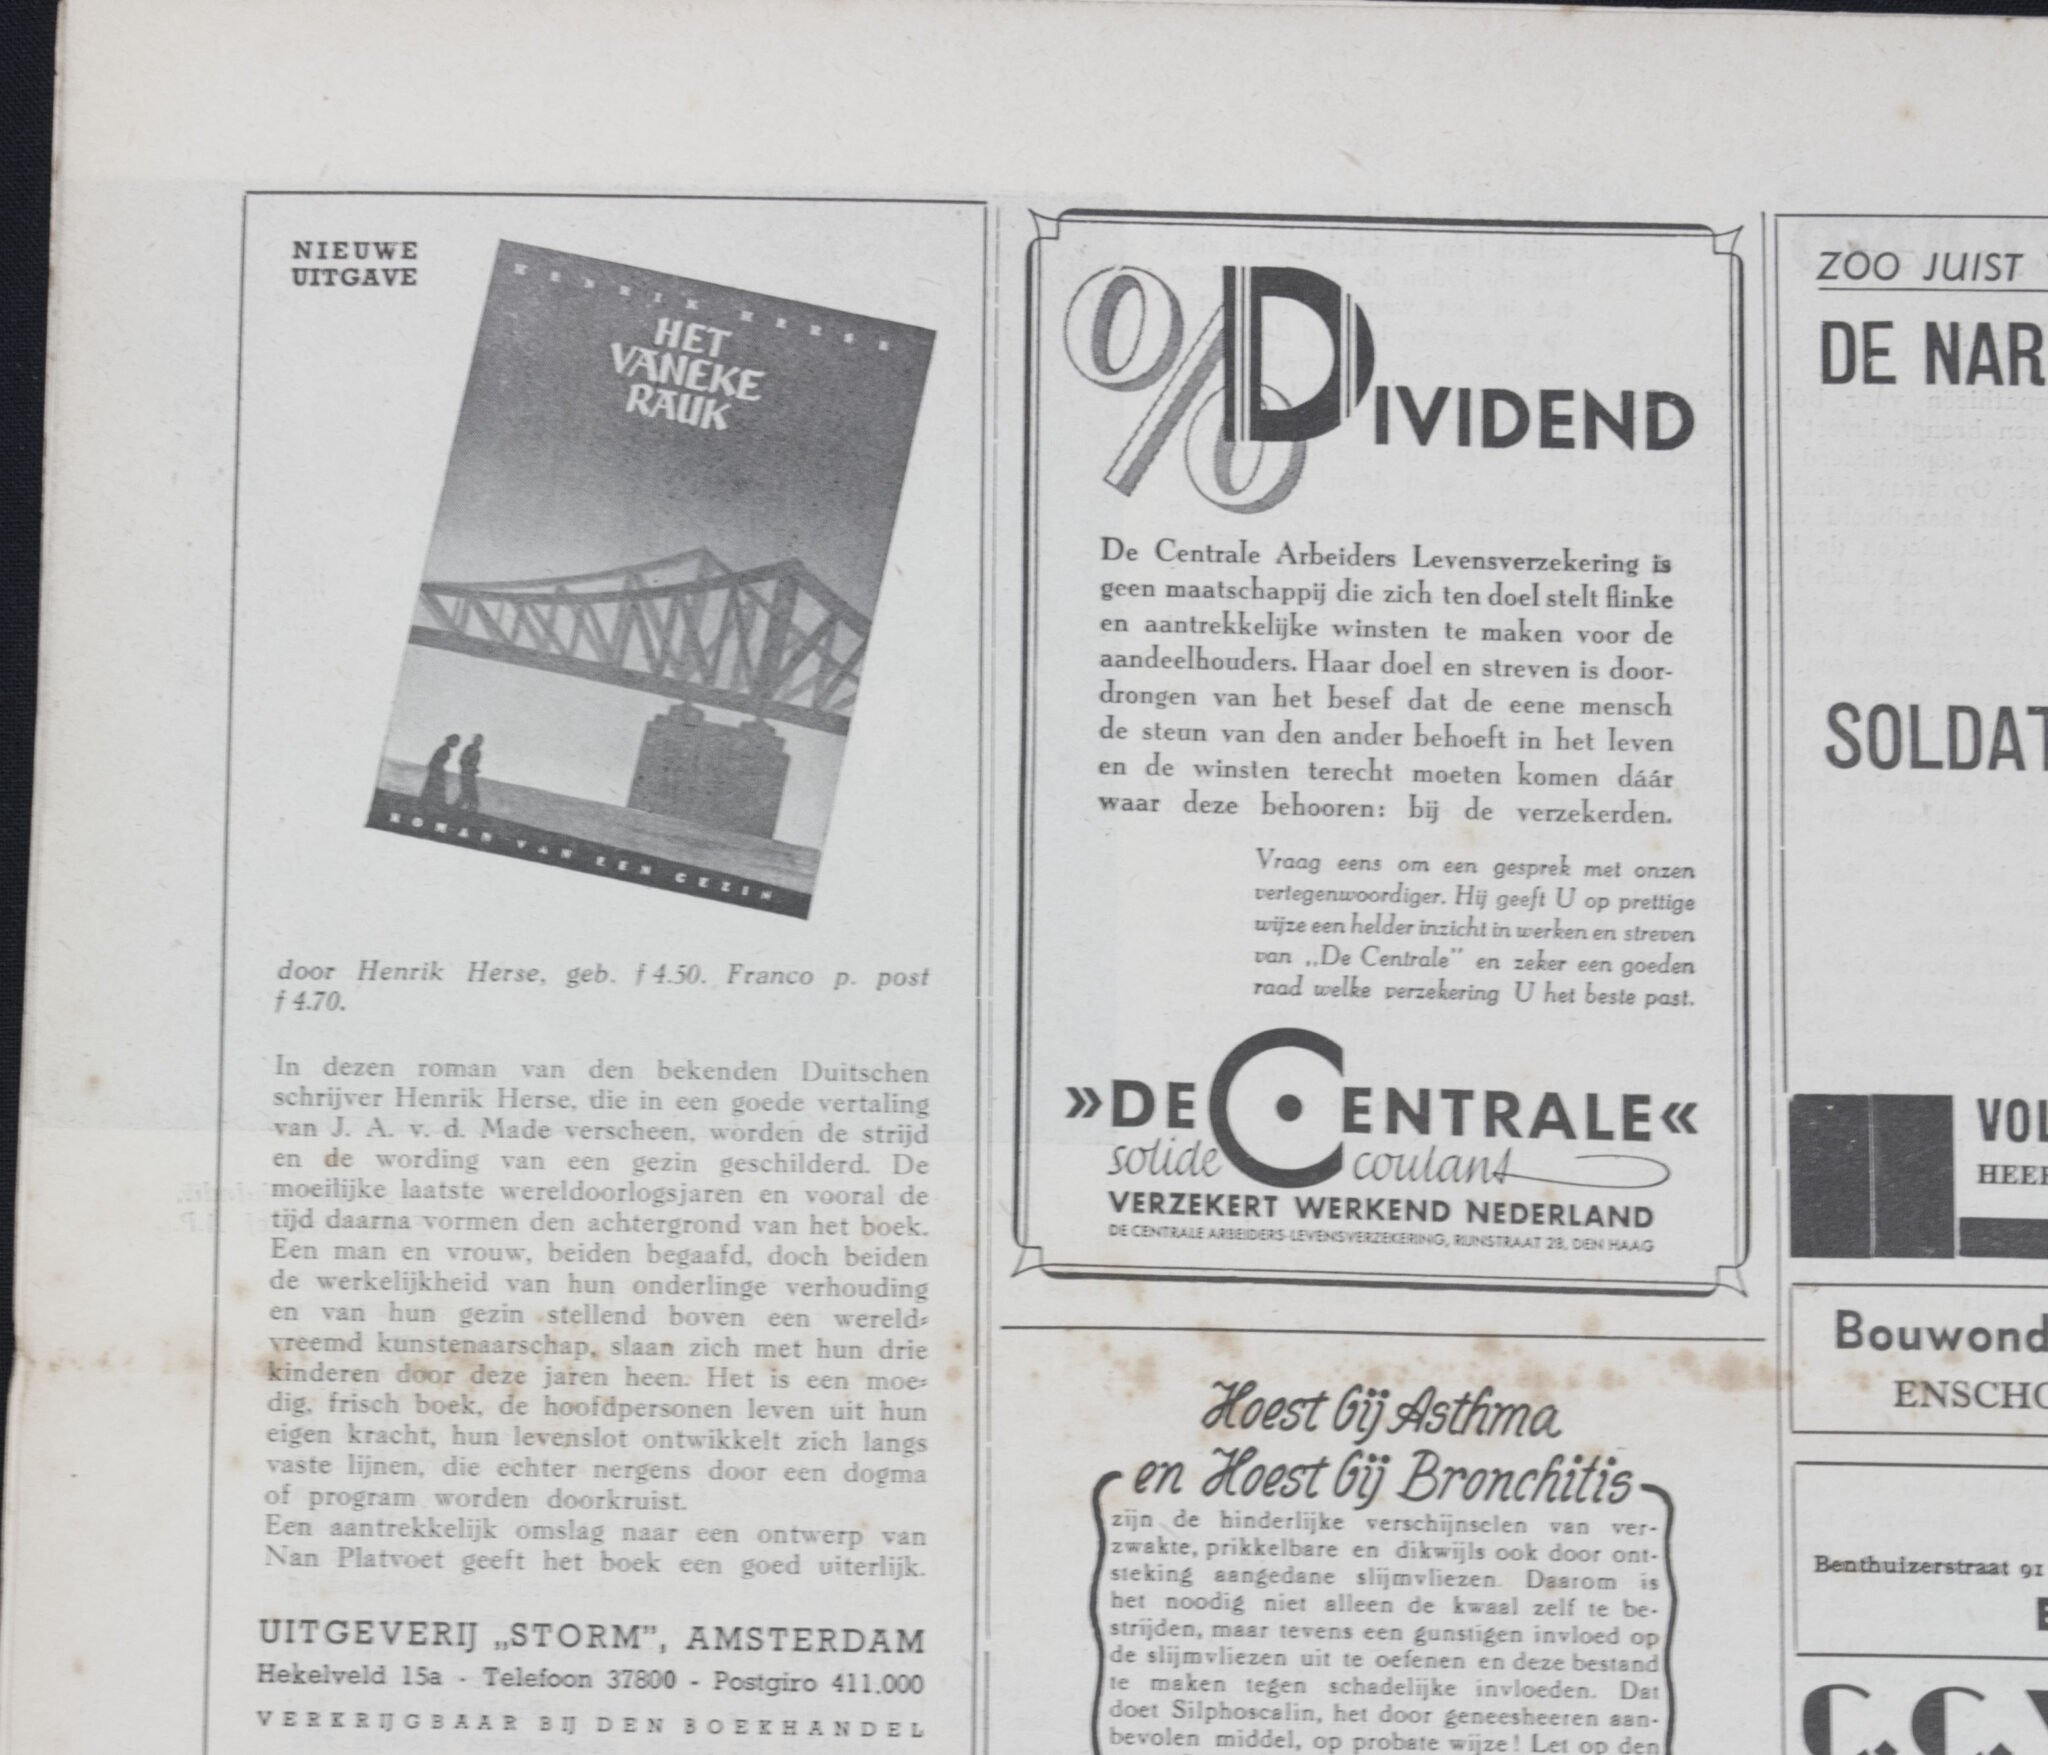 NIEUWE
UITGAVE
HENRIK HERSE
HET
VANEKE
RAUK
ROMAN VAN EEN GEZIN
door Henrik Herse, geb. ƒ 4.50. Franco p. post
ƒ 4.70.
In dezen roman van den bekenden Duitschen
schrijver Henrik Herse, die in een goede vertaling
van J. A. v. d. Made verscheen, worden de strijd
en de wording van een gezin geschilderd. De
moeilijke laatste wereldoorlogsjaren en vooral de
tijd daarna vormen den achtergrond van het boek.
Een man en vrouw, beiden begaafd, doch beiden
de werkelijkheid van hun onderlinge verhouding
en van hun gezin stellend boven een wereld-
vreemd kunstenaarschap, slaan zich met hun drie
kinderen door deze jaren heen. Het is een moe-
dig, frisch boek, de hoofdpersonen leven uit hun
eigen kracht, hun levenslot ontwikkelt zich langs
vaste lijnen, die echter nergens door een dogma
of program worden doorkruist.
Een aantrekkelijk omslag naar een ontwerp van
Nan Platvoet geeft het boek een goed uiterlijk.
UITGEVERIJ „STORM”, AMSTERDAM
Hekelveld 15a - Telefoon 37800 - Postgiro 411.000
VERKRIJGBAAR BIJ DEN BOEKHANDEL
% DIVIDEND
De Centrale Arbeiders Levensverzekering is
geen maatschappij die zich ten doel stelt flinke
en aantrekkelijke winsten te maken voor de
aandeelhouders. Haar doel en streven is door-
drongen van het besef dat de eene mensch
de steun van den ander behoeft in het leven
en de winsten terecht moeten komen dáár
waar deze behooren: bij de verzekerden.
Vraag eens om een gesprek met onzen
vertegenwoordiger. Hij geeft U op prettige
wijze een helder inzicht in werken en streven
van „De Centrale” en zeker een goeden
raad welke verzekering U het beste past.
»DE CENTRALE«
solide coulant
VERZEKERT WERKEND NEDERLAND
DE CENTRALE ARBEIDERS-LEVENSVERZEKERING, RIJNSTRAAT 28, DEN HAAG
Hoest bij Asthma
en Hoest bij Bronchitis
zijn de hinderlijke verschijnselen van ver-
zwakte, prikkelbare en dikwijls ook door ont-
steking aangedane slijmvliezen. Daarom is
het noodig niet alleen de kwaal zelf te be-
strijden, maar tevens een gunstigen invloed op
de slijmvliezen uit te oefenen en deze bestand
te maken tegen schadelijke invloeden. Dat
doet Silphoscalin, het door geneesheeren aan-
bevolen middel, op probate wijze! Let op den
ZOO JUIST
DE NAR
SOLDAT
VOL
HEER
Bouwond
ENSCHO
Benthuizerstraat 91